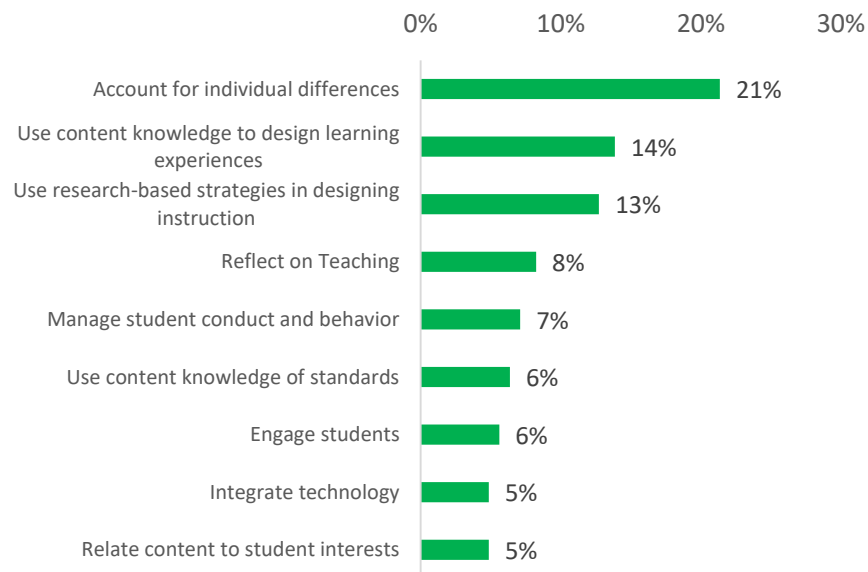 0% 10% 20% 30%
Account for individual differences 21%
Use content knowledge to design learning
experiences 14%
Use research-based strategies in designing
instruction 13%
Reflect on Teaching 8%
Manage student conduct and behavior 7%
Use content knowledge of standards 6%
Engage students 6%
Integrate technology 5%
Relate content to student interests 5%